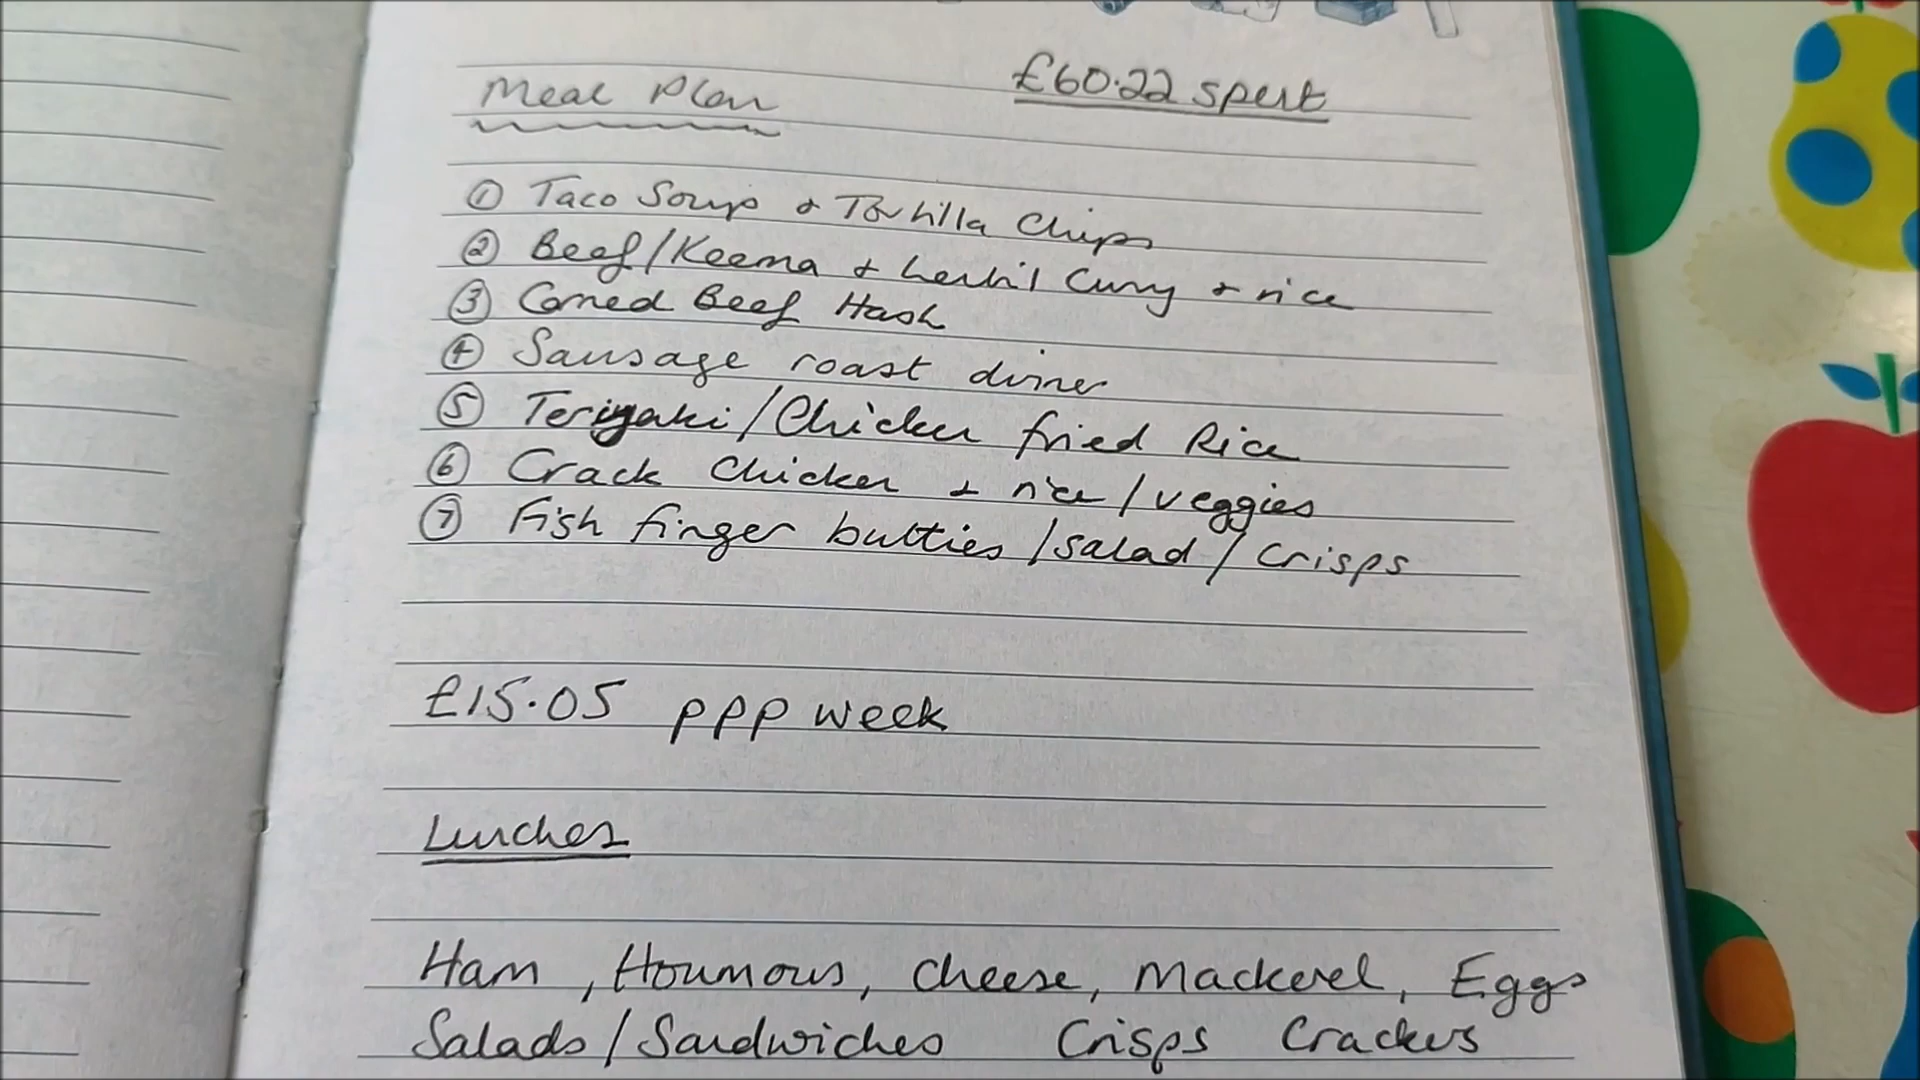 Meal Plan £60.22 spent
① Taco Soup & Tortilla Chips
② Beef/Keema & Lentil Curry & rice
③ Corned Beef Hash
④ Sausage roast dinner
⑤ Teriyaki/Chicken fried Rice
⑥ Crack Chicken & rice/veggies
⑦ Fish finger butties/salad/Crisps
£15.05 ppp week
Lunches
Ham, Houmous, Cheese, Mackerel, Eggs
Salads/Sandwiches Crisps Crackers